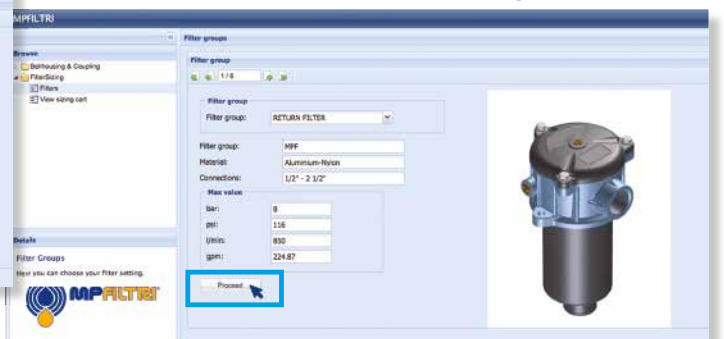 MPFILTRI
Filter groups
Browse
Bellhousing & Coupling
FilterSizing
Filters
View sizing cart
Filter group
1/6
Filter group
Filter group: RETURN FILTER
Filter group: MPF
Material: Aluminium-Nylon
Connections: 1/2" - 2 1/2"
Max value
bar: 8
psi: 116
l/min: 850
gpm: 224.87
Proceed
Details
Filter Groups
Here you can choose your filter setting.
MPFILTRI